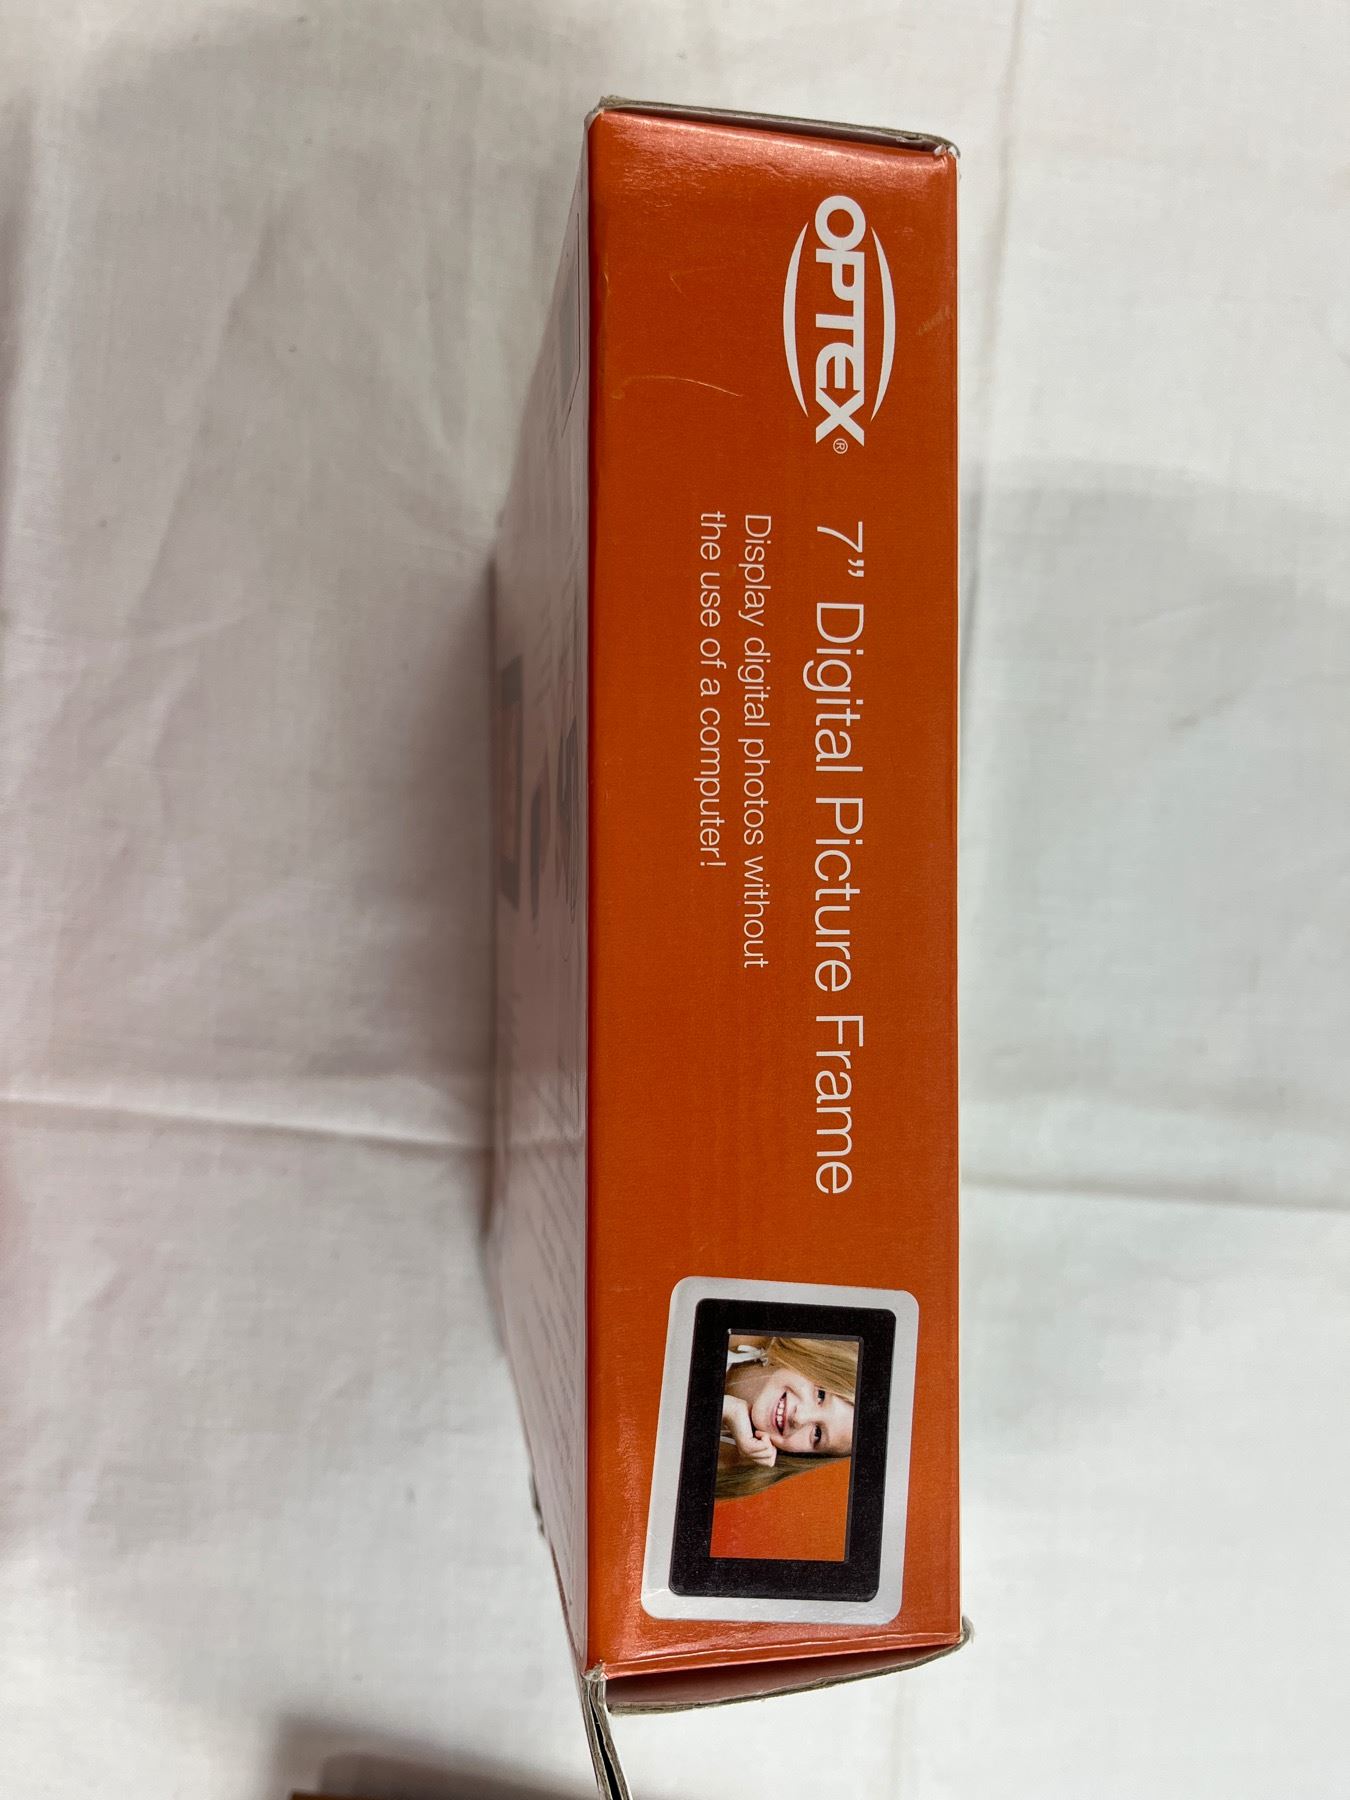 OPTEX®
7” Digital Picture Frame
Display digital photos without
the use of a computer!